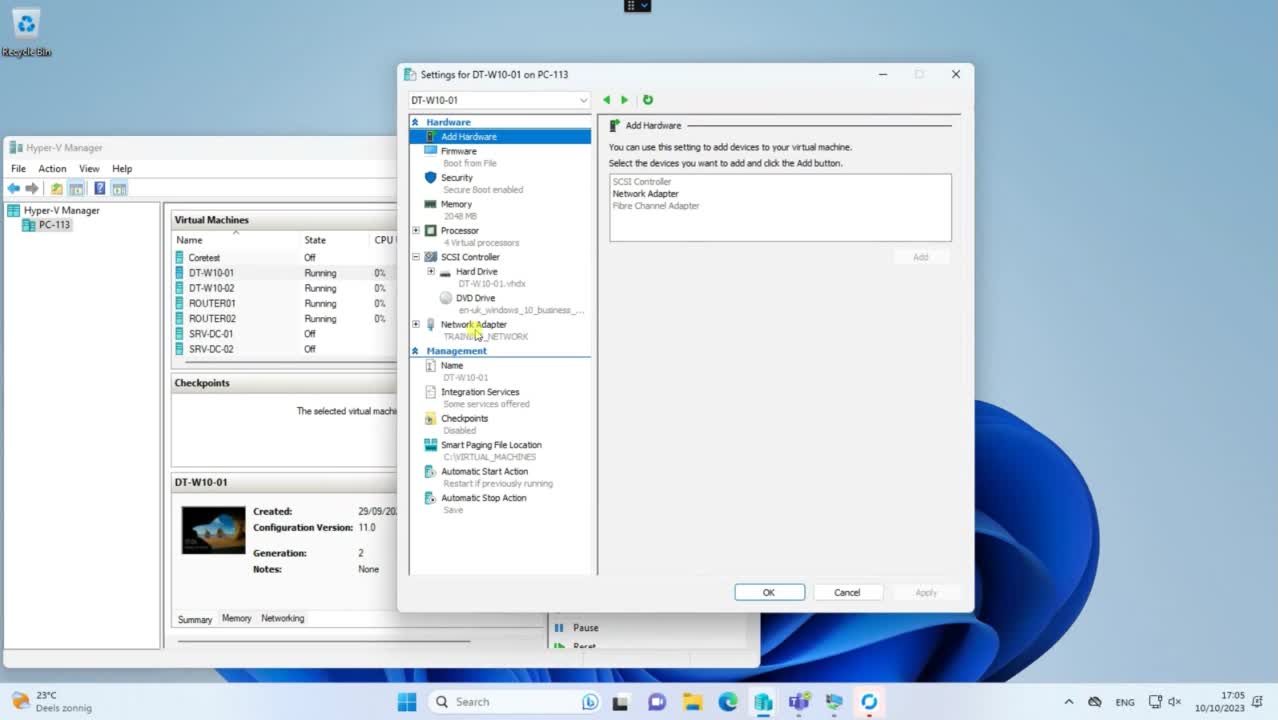 Recycle Bin
Settings for DT-W10-01 on PC-113
DT-W10-01
Hardware
Add Hardware
Firmware
Boot from File
Security
Secure Boot enabled
Memory
2048 MB
Processor
4 Virtual processors
SCSI Controller
Hard Drive
DT-W10-01.vhdx
DVD Drive
en-uk_windows_10_business_...
Network Adapter
NETWORK
Management
Name
DT-W10-01
Integration Services
Some services offered
Checkpoints
Disabled
Smart Paging File Location
C:\VIRTUAL_MACHINES
Automatic Start Action
Restart if previously running
Automatic Stop Action
Save
Add Hardware
You can use this setting to add devices to your virtual machine.
Select the devices you want to add and click the Add button.
SCSI Controller
Network Adapter
Fibre Channel Adapter
Add
OK Cancel Apply
Hyper-V Manager
File Action View Help
Hyper-V Manager
PC-113
Virtual Machines
Name State CPU
Coretest Off
DT-W10-01 Running 0%
DT-W10-02 Running 0%
ROUTER01 Running 0%
ROUTER02 Running 0%
SRV-DC-01 Off
SRV-DC-02 Off
Checkpoints
The selected virtual
DT-W10-01
Created: 29/09/20
Configuration Version: 11.0
Generation: 2
Notes: None
Summary Memory Networking
Pause
Reset
23°C
Deels zonnig
Search
ENG
17:05
10/10/2023